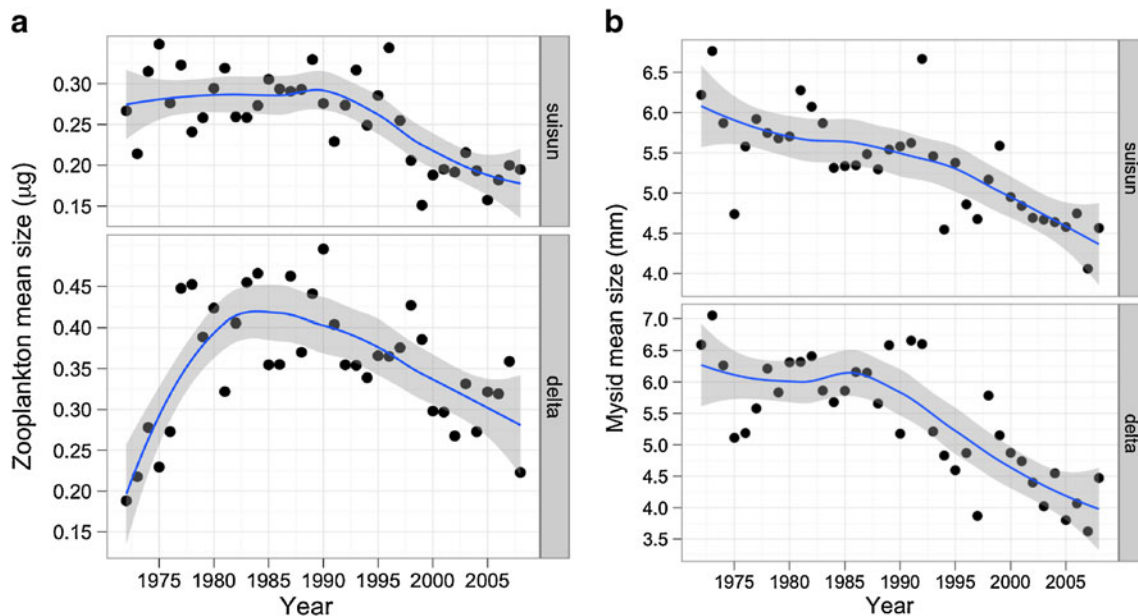 a
Zooplankton mean size (μg)
0.30
0.25
0.20
0.15
suisun
0.45
0.40
0.35
0.30
0.25
0.20
0.15
delta
1975 1980 1985 1990 1995 2000 2005
Year
b
Mysid mean size (mm)
6.5
6.0
5.5
5.0
4.5
4.0
suisun
7.0
6.5
6.0
5.5
5.0
4.5
4.0
3.5
delta
1975 1980 1985 1990 1995 2000 2005
Year